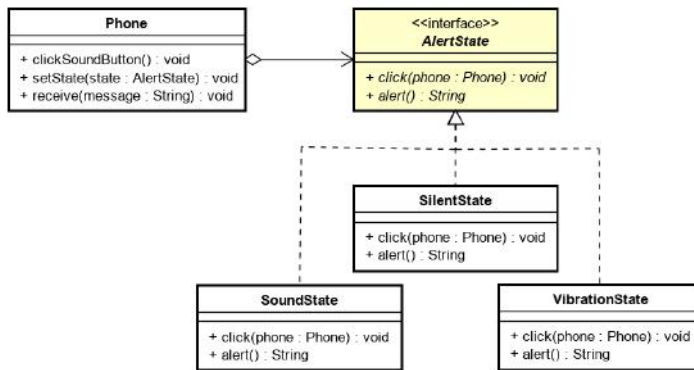 Phone
+ clickSoundButton() : void
+ setState(state : AlertState) : void
+ receive(message : String) : void
<<interface>>
AlertState
+ click(phone : Phone) : void
+ alert() : String
SilentState
+ click(phone : Phone) : void
+ alert() : String
SoundState
+ click(phone : Phone) : void
+ alert() : String
VibrationState
+ click(phone : Phone) : void
+ alert() : String